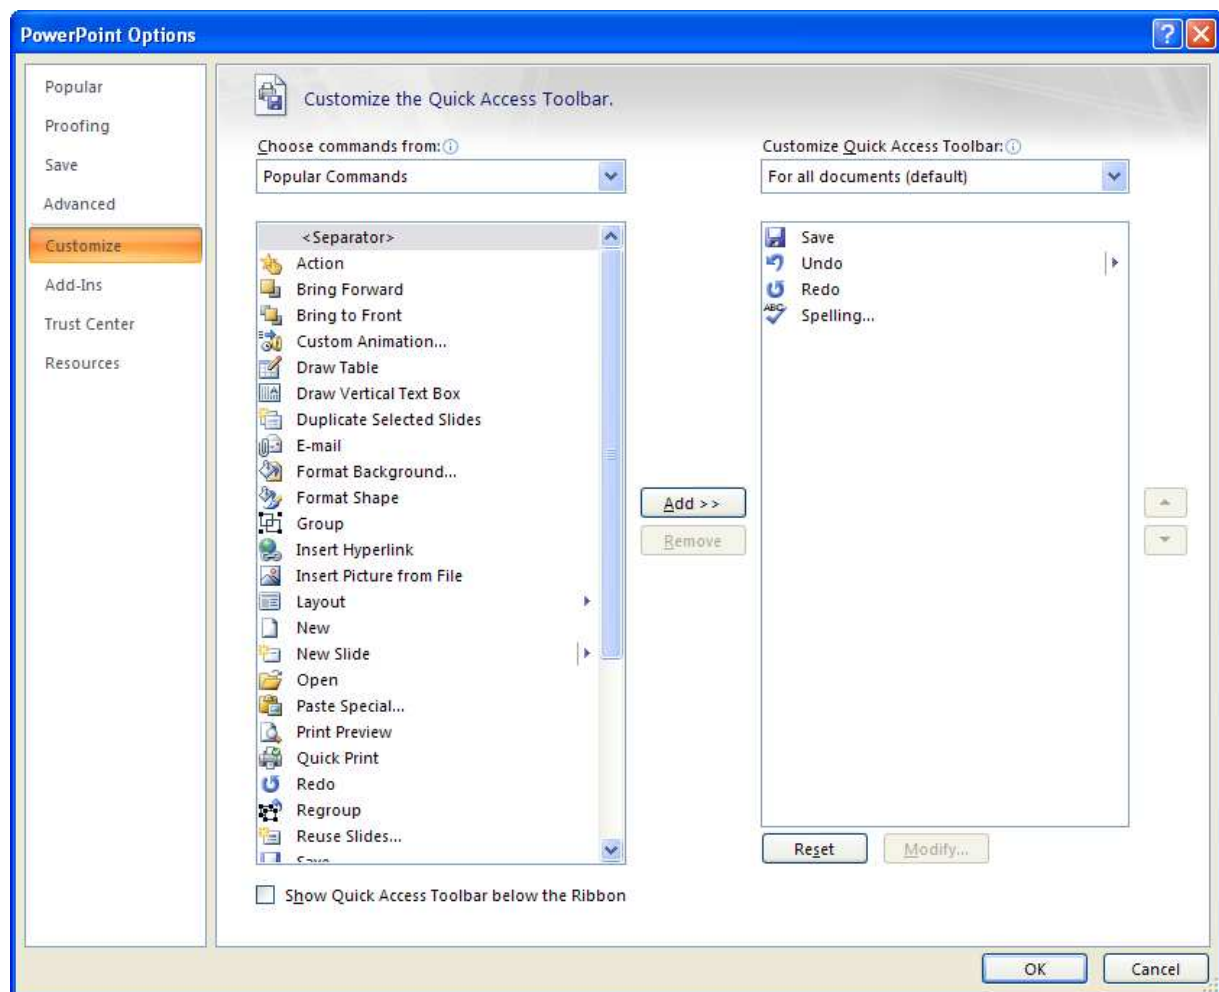 PowerPoint Options
Popular
Proofing
Save
Advanced
Customize
Add-Ins
Trust Center
Resources
Customize the Quick Access Toolbar.
Choose commands from:
Popular Commands
<Separator>
Action
Bring Forward
Bring to Front
Custom Animation...
Draw Table
Draw Vertical Text Box
Duplicate Selected Slides
E-mail
Format Background...
Format Shape
Group
Insert Hyperlink
Insert Picture from File
Layout
New
New Slide
Open
Paste Special...
Print Preview
Quick Print
Redo
Regroup
Reuse Slides...
Save
Show Quick Access Toolbar below the Ribbon
Add >>
Remove
Customize Quick Access Toolbar:
For all documents (default)
Save
Undo
Redo
ABC
Spelling...
Reset
Modify...
OK
Cancel